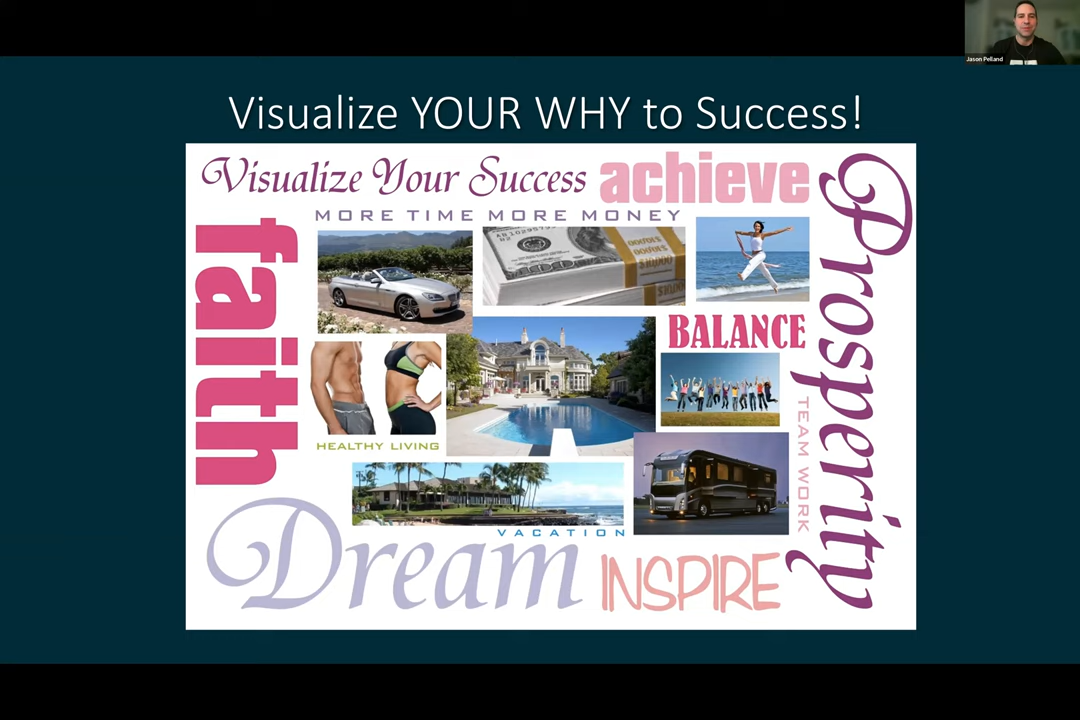 Jason Pelland
Visualize YOUR WHY to Success!
Visualize Your Success
achieve
MORE TIME MORE MONEY
Prosperity
faith
BALANCE
TEAM WORK
HEALTHY LIVING
VACATION
Dream
INSPIRE